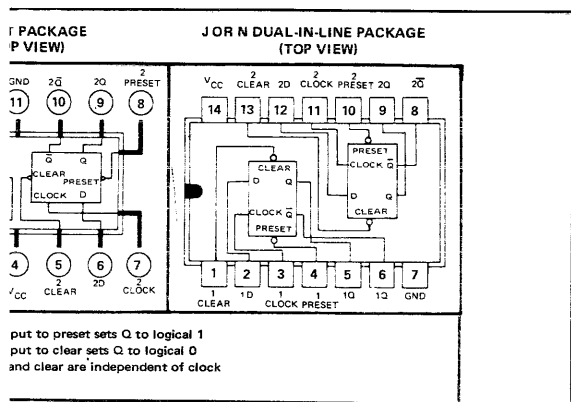 T PACKAGE
P VIEW)
GND 2Q̅ 2Q 2 PRESET
11 10 9 8
Q̅ Q
CLEAR
PRESET
CLOCK D
4 5 6 7
VCC 2 CLEAR 2D 2 CLOCK
J OR N DUAL-IN-LINE PACKAGE
(TOP VIEW)
VCC 2 CLEAR 2D 2 CLOCK 2 PRESET 2Q 2Q̅
14 13 12 11 10 9 8
PRESET
CLOCK Q̅
D Q
CLEAR
CLEAR
D Q
CLOCK Q̅
PRESET
1 2 3 4 5 6 7
1 CLEAR 1D 1 CLOCK 1 PRESET 1Q 1Q̅ GND
put to preset sets Q to logical 1
put to clear sets Q to logical 0
and clear are independent of clock